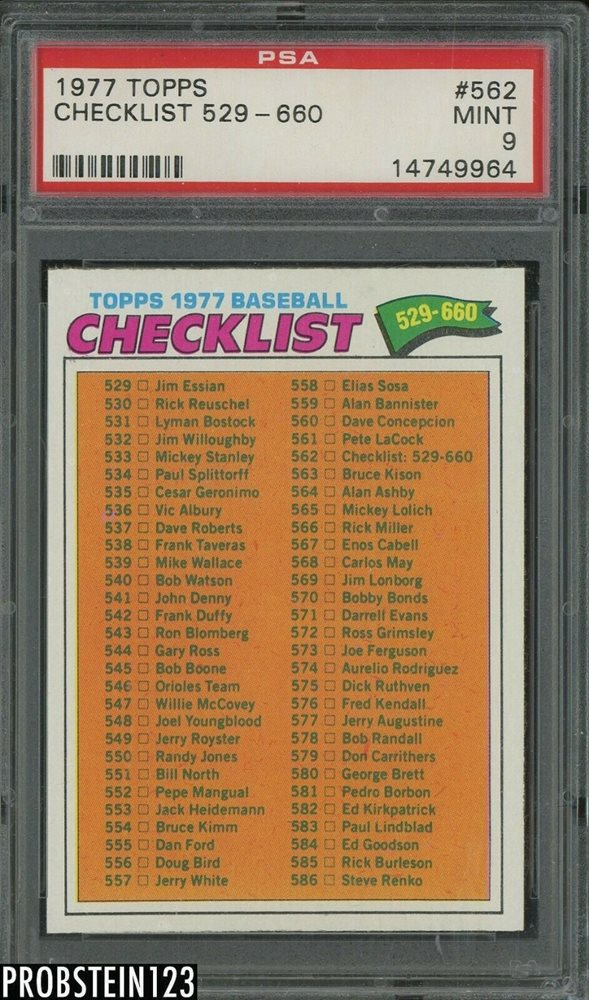 PSA
1977 TOPPS #562
CHECKLIST 529-660 MINT
9
14749964
TOPPS 1977 BASEBALL
CHECKLIST 529-660
529 Jim Essian
530 Rick Reuschel
531 Lyman Bostock
532 Jim Willoughby
533 Mickey Stanley
534 Paul Splittorff
535 Cesar Geronimo
536 Vic Albury
537 Dave Roberts
538 Frank Taveras
539 Mike Wallace
540 Bob Watson
541 John Denny
542 Frank Duffy
543 Ron Blomberg
544 Gary Ross
545 Bob Boone
546 Orioles Team
547 Willie McCovey
548 Joel Youngblood
549 Jerry Royster
550 Randy Jones
551 Bill North
552 Pepe Mangual
553 Jack Heidemann
554 Bruce Kimm
555 Dan Ford
556 Doug Bird
557 Jerry White
558 Elias Sosa
559 Alan Bannister
560 Dave Concepcion
561 Pete LaCock
562 Checklist: 529-660
563 Bruce Kison
564 Alan Ashby
565 Mickey Lolich
566 Rick Miller
567 Enos Cabell
568 Carlos May
569 Jim Lonborg
570 Bobby Bonds
571 Darrell Evans
572 Ross Grimsley
573 Joe Ferguson
574 Aurelio Rodriguez
575 Dick Ruthven
576 Fred Kendall
577 Jerry Augustine
578 Bob Randall
579 Don Carrithers
580 George Brett
581 Pedro Borbon
582 Ed Kirkpatrick
583 Paul Lindblad
584 Ed Goodson
585 Rick Burleson
586 Steve Renko
PROBSTEIN123